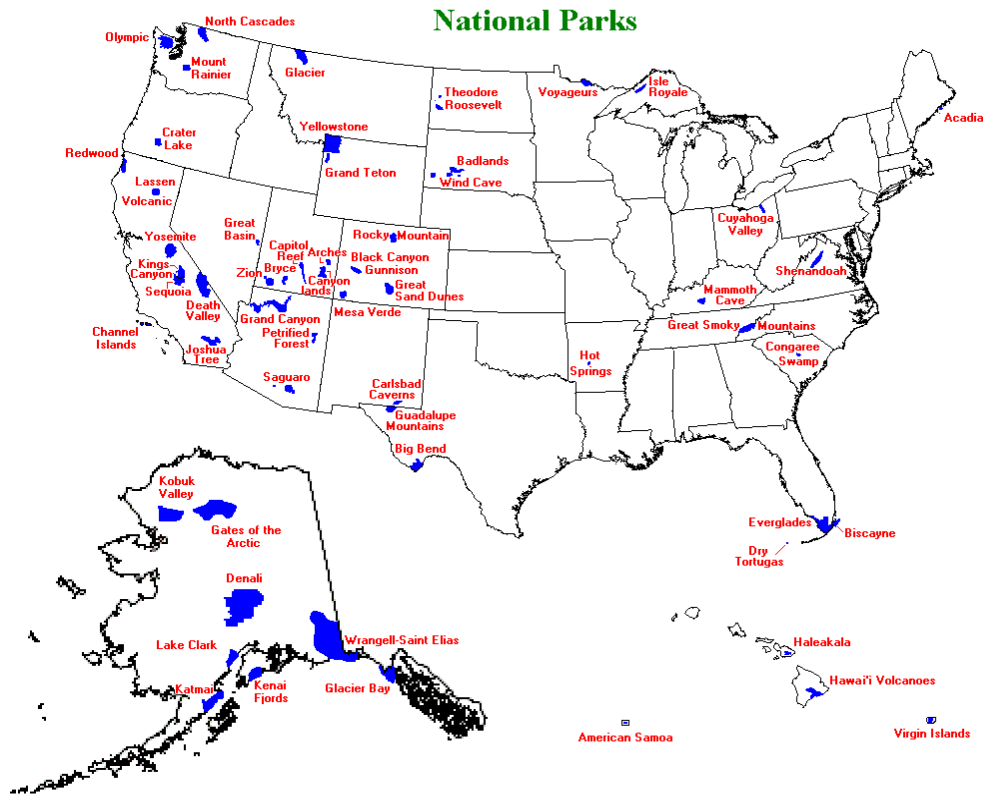 National Parks
North Cascades
Olympic
Mount
Rainier
Glacier
Theodore
Roosevelt
Voyageurs
Isle
Royale
Acadia
Yellowstone
Crater
Lake
Redwood
Grand Teton
Badlands
Wind Cave
Lassen
Volcanic
Cuyahoga
Valley
Great
Basin
Yosemite
Rocky Mountain
Capitol
Reef
Arches
Black Canyon
Gunnison
Kings
Canyon
Zion
Bryce
Canyon
lands
Shenandoah
Sequoia
Great
Sand Dunes
Mammoth
Cave
Death
Valley
Grand Canyon
Mesa Verde
Channel
Islands
Petrified
Forest
Great Smoky Mountains
Joshua
Tree
Hot
Springs
Congaree
Swamp
Saguaro
Carlsbad
Caverns
Guadalupe
Mountains
Big Bend
Kobuk
Valley
Gates of the
Arctic
Everglades
Biscayne
Dry
Tortugas
Denali
Lake Clark
Wrangell-Saint Elias
Haleakala
Katmai
Kenai
Fjords
Glacier Bay
Hawai'i Volcanoes
American Samoa
Virgin Islands